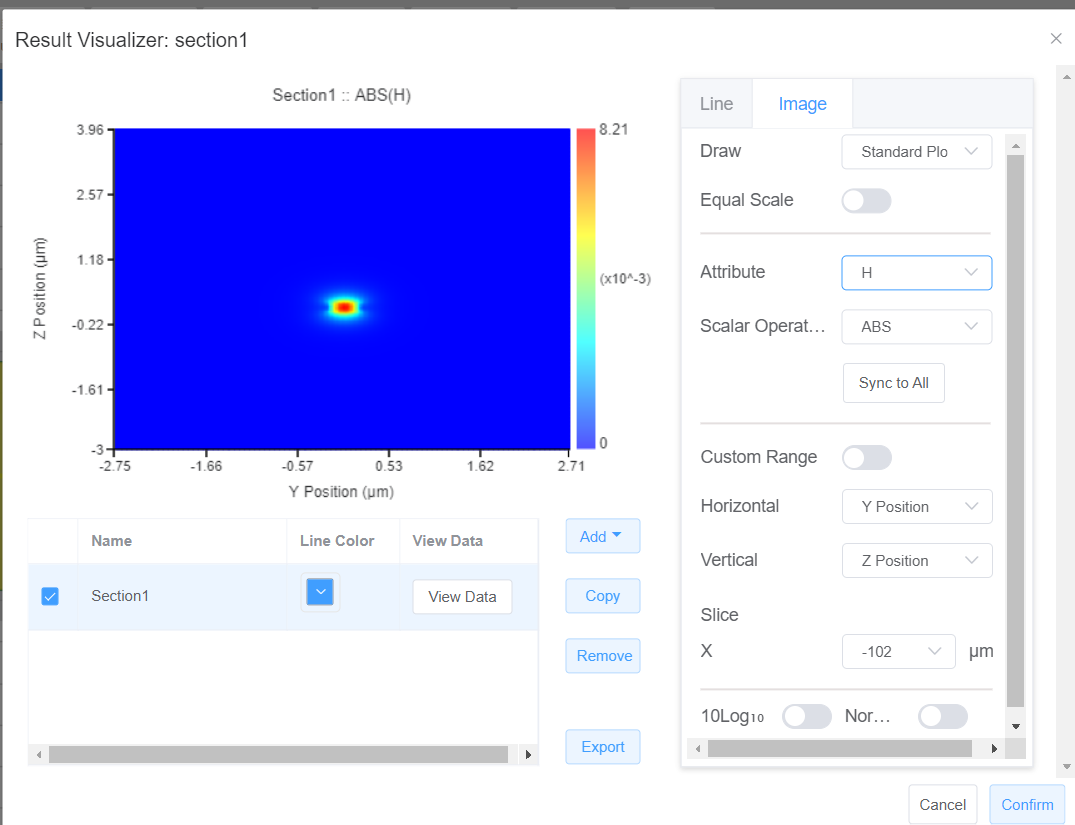 Result Visualizer: section1
Section1 :: ABS(H)
3.96
2.57
1.18
-0.22
-1.61
-3
Z Position (µm)
-2.75 -1.66 -0.57 0.53 1.62 2.71
Y Position (µm)
8.21
(x10^-3)
0
Name Line Color View Data
Section1 View Data
Add
Copy
Remove
Export
Line Image
Draw Standard Plo
Equal Scale
Attribute H
Scalar Operat... ABS
Sync to All
Custom Range
Horizontal Y Position
Vertical Z Position
Slice
X -102 µm
10Log₁₀ Nor...
Cancel Confirm